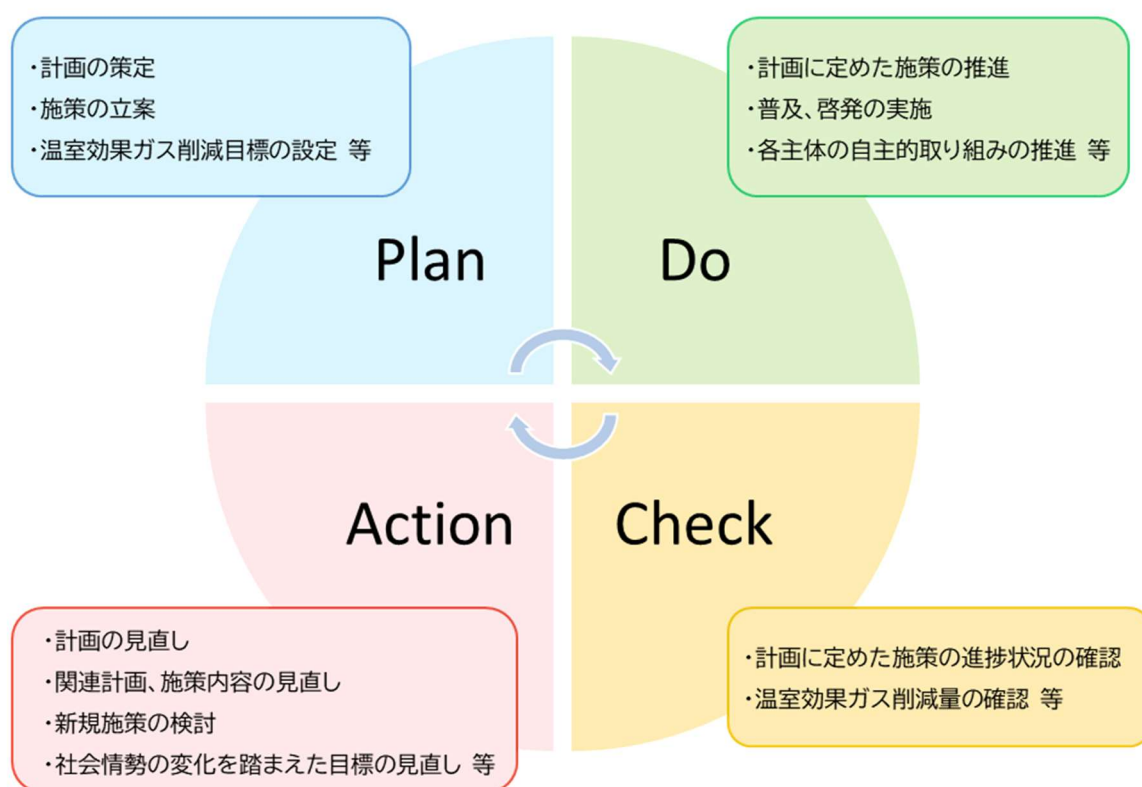 ・計画の策定
・施策の立案
・温室効果ガス削減目標の設定 等
Plan
・計画に定めた施策の推進
・普及、啓発の実施
・各主体の自主的取り組みの推進 等
Do
Action
・計画の見直し
・関連計画、施策内容の見直し
・新規施策の検討
・社会情勢の変化を踏まえた目標の見直し 等
Check
・計画に定めた施策の進捗状況の確認
・温室効果ガス削減量の確認 等